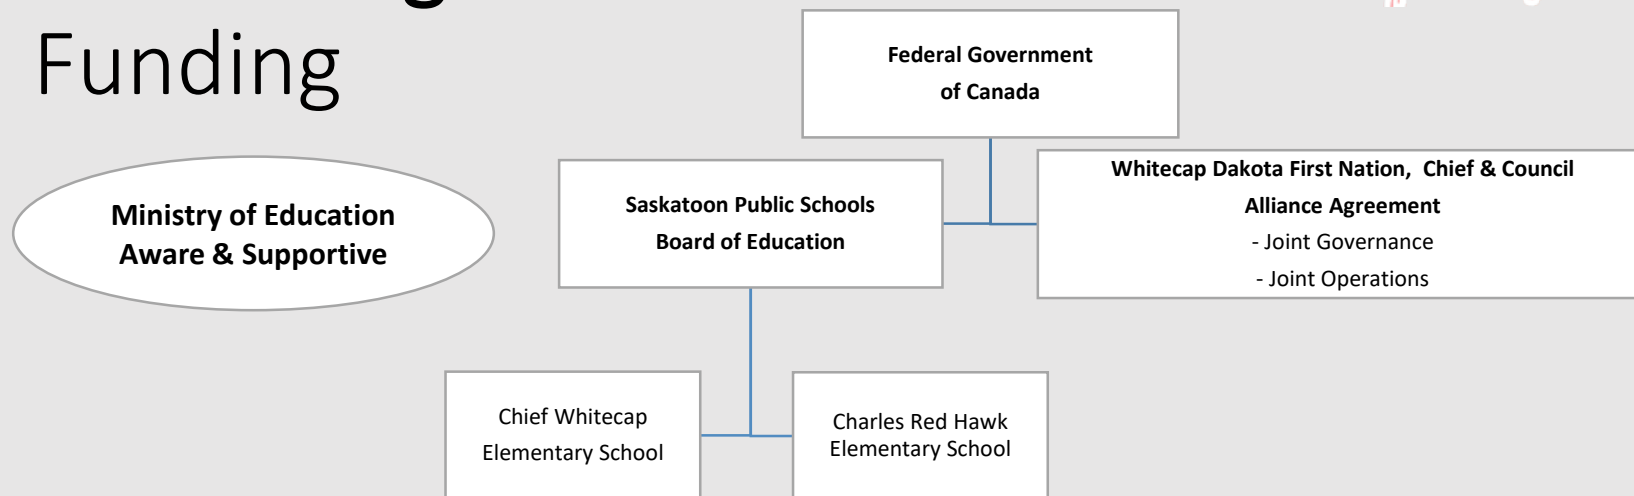 Funding
Federal Government
of Canada
Ministry of Education
Aware & Supportive
Saskatoon Public Schools
Board of Education
Whitecap Dakota First Nation, Chief & Council
Alliance Agreement
- Joint Governance
- Joint Operations
Chief Whitecap
Elementary School
Charles Red Hawk
Elementary School